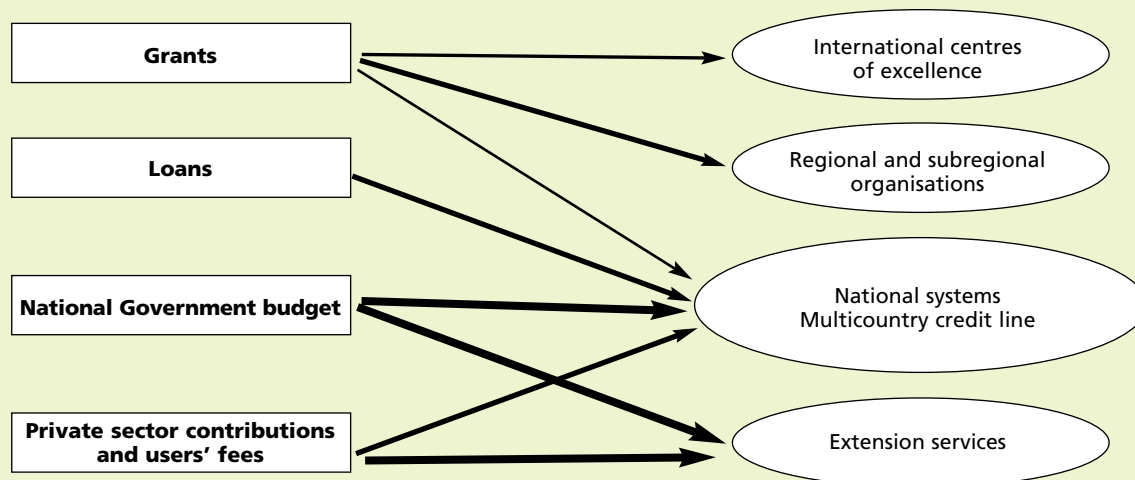 Grants
Loans
National Government budget
Private sector contributions
and users’ fees
International centres
of excellence
Regional and subregional
organisations
National systems
Multicountry credit line
Extension services